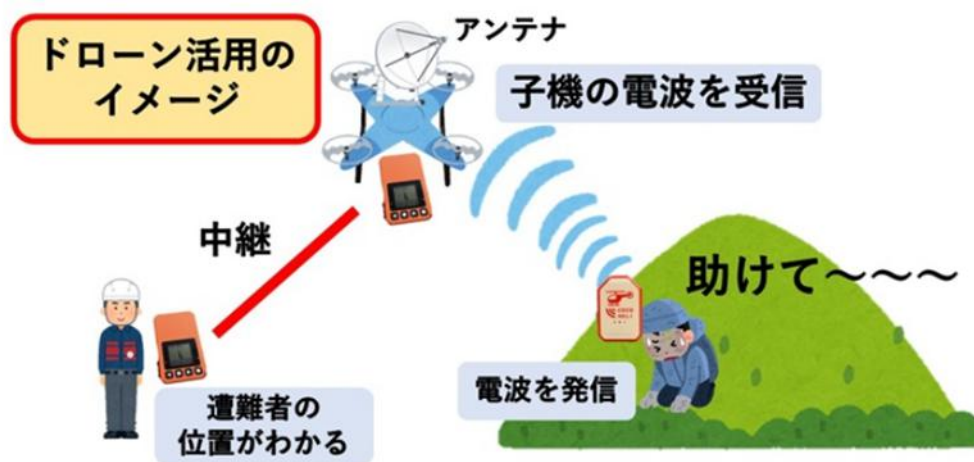 ドローン活用の
イメージ
アンテナ
子機の電波を受信
中継
助けて～～～
COCO
HELI
電波を発信
遭難者の
位置がわかる